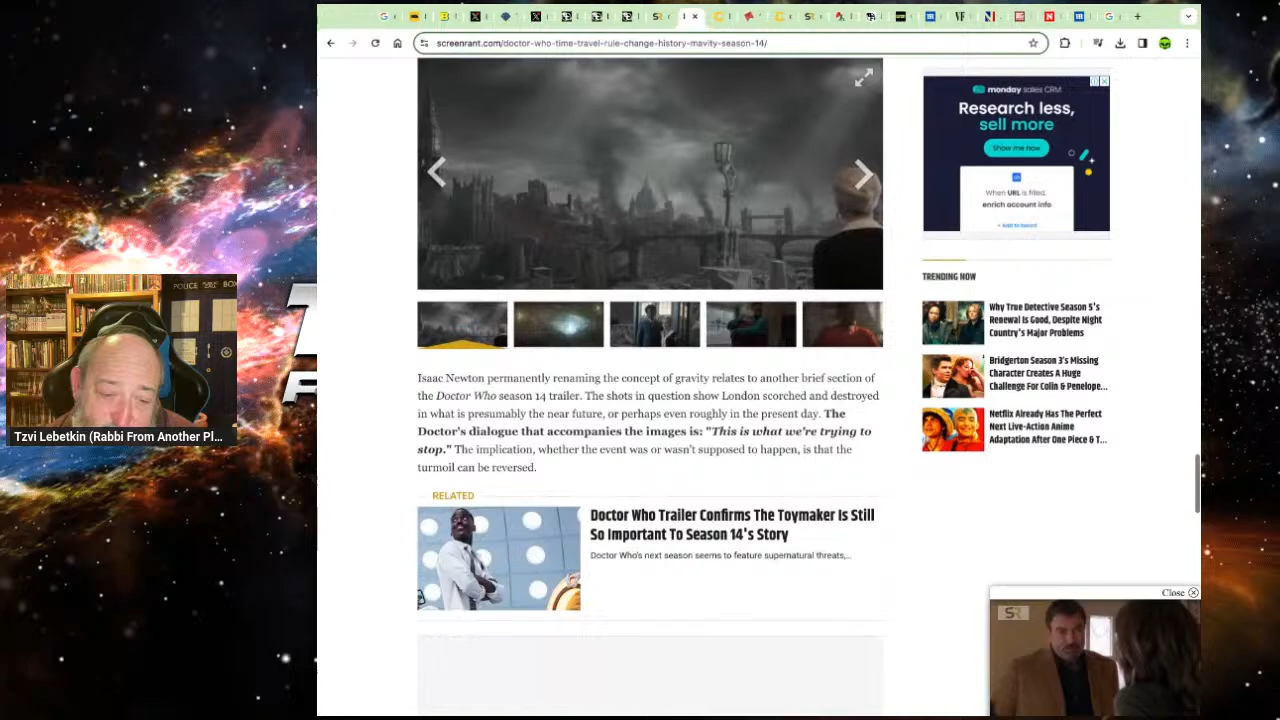 screenrant.com/doctor-who-time-travel-rule-change-history-mavity-season-14/
monday sales CRM
Research less,
sell more
Show me now
When URL is filled,
enrich account info
+ Add to board
TRENDING NOW
Why True Detective Season 5's
Renewal Is Good, Despite Night
Country's Major Problems
Bridgerton Season 3's Missing
Character Creates A Huge
Challenge For Colin & Penelope...
Netflix Already Has The Perfect
Next Live-Action Anime
Adaptation After One Piece & T...
POLICE
BOX
Tzvi Lebetkin (Rabbi From Another Pl...
Isaac Newton permanently renaming the concept of gravity relates to another brief section of
the Doctor Who season 14 trailer. The shots in question show London scorched and destroyed
in what is presumably the near future, or perhaps even roughly in the present day. The
Doctor's dialogue that accompanies the images is: "This is what we're trying to
stop." The implication, whether the event was or wasn't supposed to happen, is that the
turmoil can be reversed.
RELATED
Doctor Who Trailer Confirms The Toymaker Is Still
So Important To Season 14's Story
Doctor Who's next season seems to feature supernatural threats,...
Close
SR